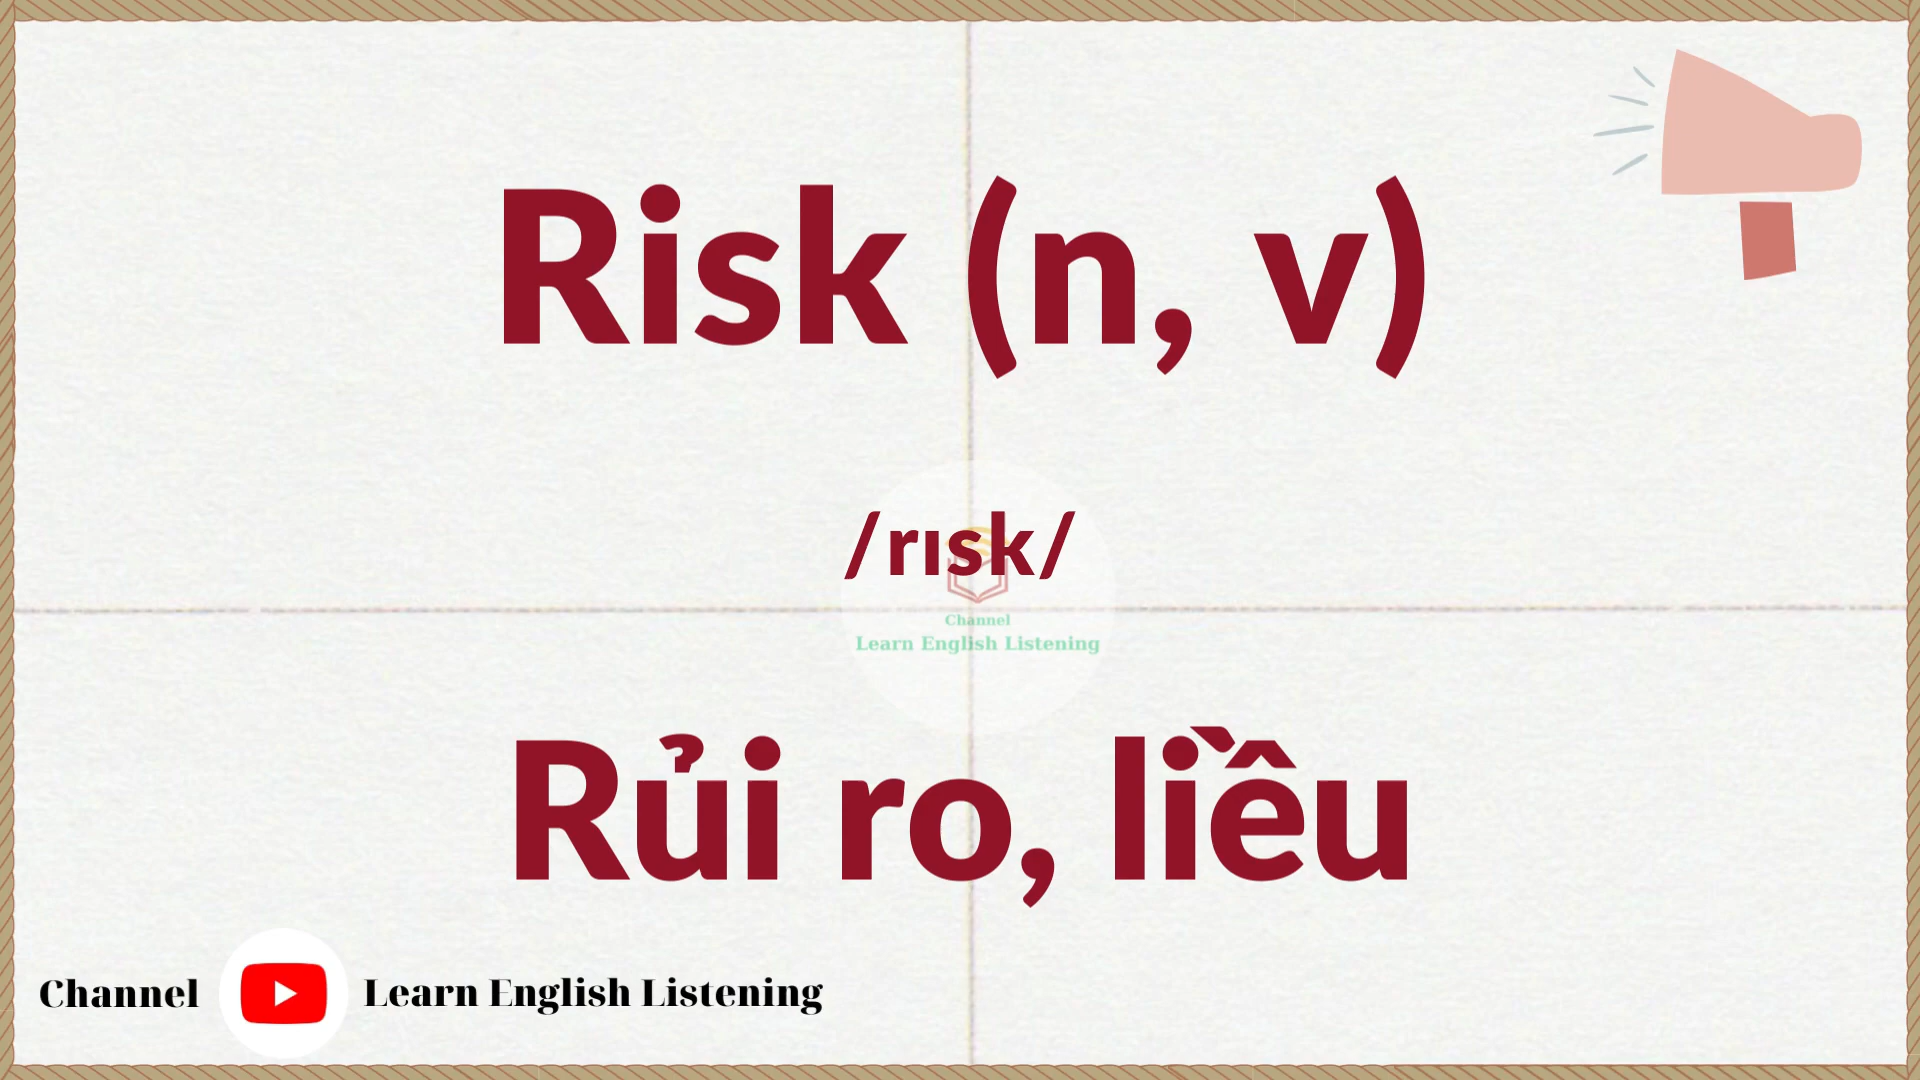 Risk (n, v)
/rɪsk/
Channel
Learn English Listening
Rủi ro, liều
Channel Learn English Listening